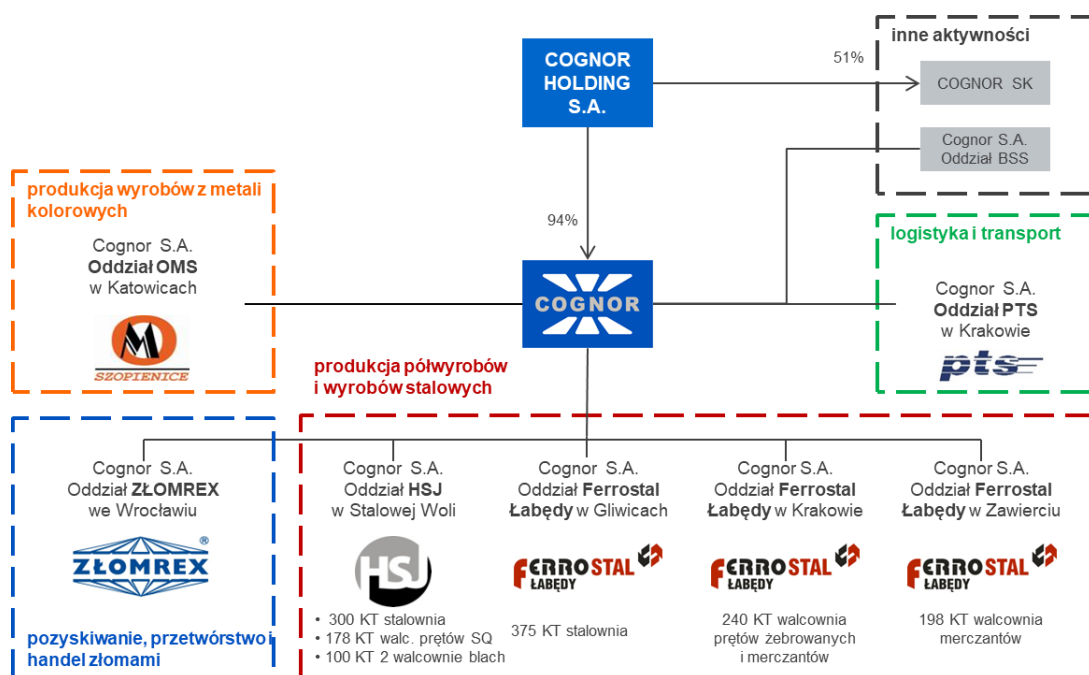 COGNOR
HOLDING
S.A.
51%
inne aktywności
COGNOR SK
Cognor S.A.
Oddział BSS
94%
produkcja wyrobów z metali
kolorowych
Cognor S.A.
Oddział OMS
w Katowicach
OM
SZOPIENICE
COGNOR
logistyka i transport
Cognor S.A.
Oddział PTS
w Krakowie
pts
produkcja półwyrobów
i wyrobów stalowych
Cognor S.A.
Oddział ZŁOMREX
we Wrocławiu
ZŁOMREX®
pozyskiwanie, przetwórstwo i
handel złomami
Cognor S.A.
Oddział HSJ
w Stalowej Woli
HSJ
• 300 KT stalownia
• 178 KT walc. prętów SQ
• 100 KT 2 walcownie blach
Cognor S.A.
Oddział Ferrostal
Łabędy w Gliwicach
FERROSTAL
ŁABĘDY
375 KT stalownia
Cognor S.A.
Oddział Ferrostal
Łabędy w Krakowie
FERROSTAL
ŁABĘDY
240 KT walcownia
prętów żebrowanych
i merczantów
Cognor S.A.
Oddział Ferrostal
Łabędy w Zawierciu
FERROSTAL
ŁABĘDY
198 KT walcownia
merczantów